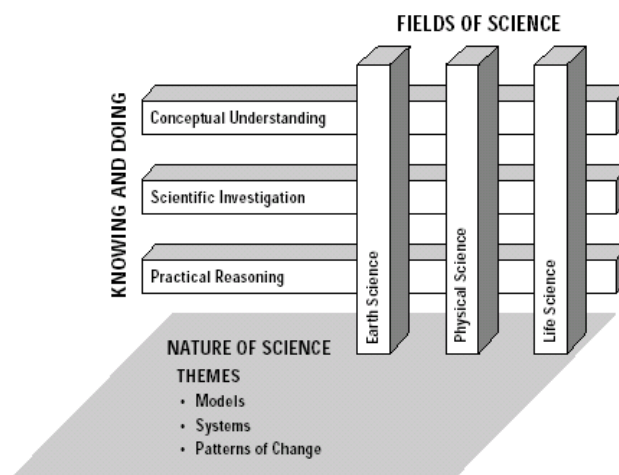 FIELDS OF SCIENCE
KNOWING AND DOING
Conceptual Understanding
Scientific Investigation
Practical Reasoning
Earth Science
Physical Science
Life Science
NATURE OF SCIENCE
THEMES
• Models
• Systems
• Patterns of Change